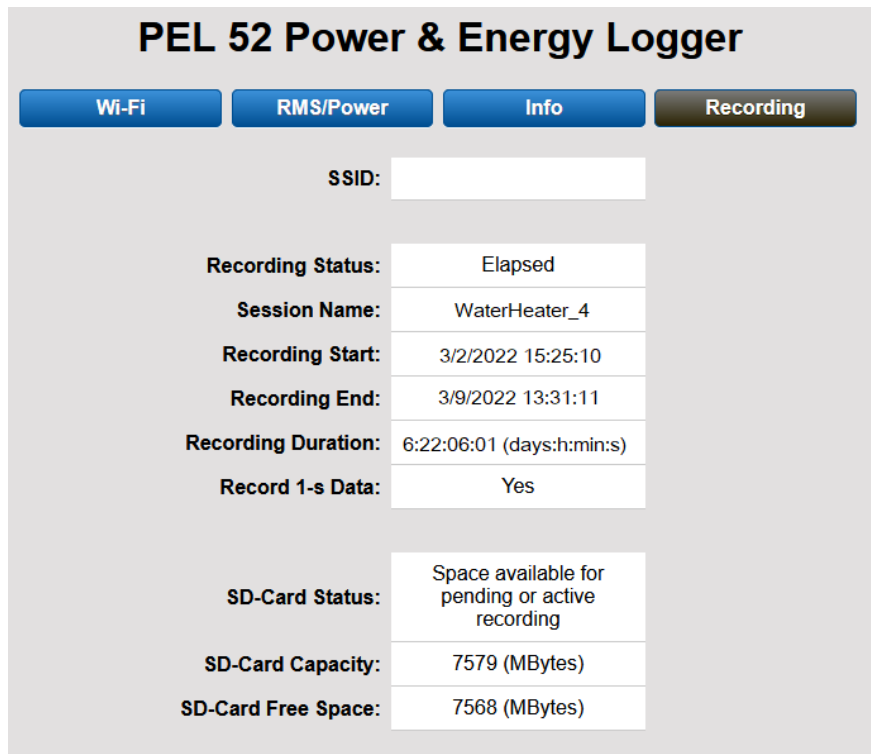 PEL 52 Power & Energy Logger
Wi-Fi RMS/Power Info Recording
SSID:
Recording Status: Elapsed
Session Name: WaterHeater_4
Recording Start: 3/2/2022 15:25:10
Recording End: 3/9/2022 13:31:11
Recording Duration: 6:22:06:01 (days:h:min:s)
Record 1-s Data: Yes
SD-Card Status: Space available for
pending or active
recording
SD-Card Capacity: 7579 (MBytes)
SD-Card Free Space: 7568 (MBytes)